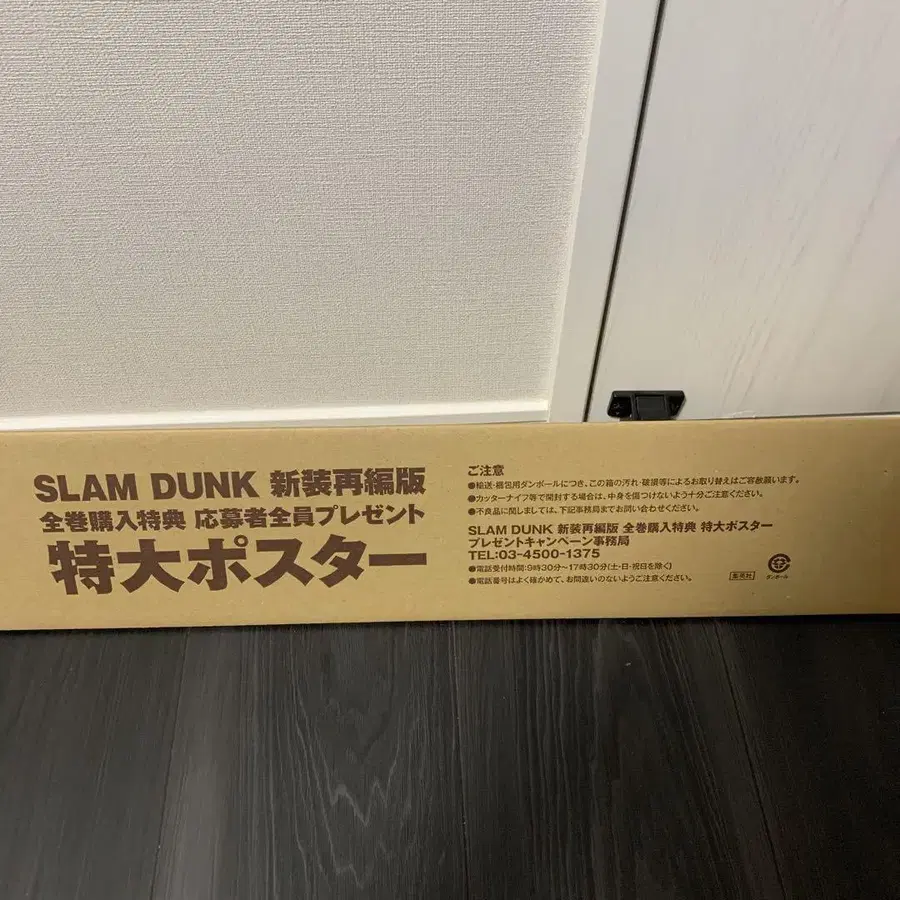 SLAM DUNK 新装再編版
全巻購入特典 応募者全員プレゼント
特大ポスター
ご注意
●輸送・梱包用ダンボールにつき、この箱の汚れ・破損等によるお取り替えはご容赦願います。
●カッターナイフ等で開封する場合は、中身を傷つけないよう十分ご注意ください。
●不良品に関しましては、下記事務局までお問い合わせください。
SLAM DUNK 新装再編版 全巻購入特典 特大ポスター
プレゼントキャンペーン事務局
TEL:03-4500-1375
●電話受付時間:9時30分〜17時30分(土・日・祝日を除く)
●電話番号はよく確かめて、お間違いのないようご注意ください。
集英社
ダンボール